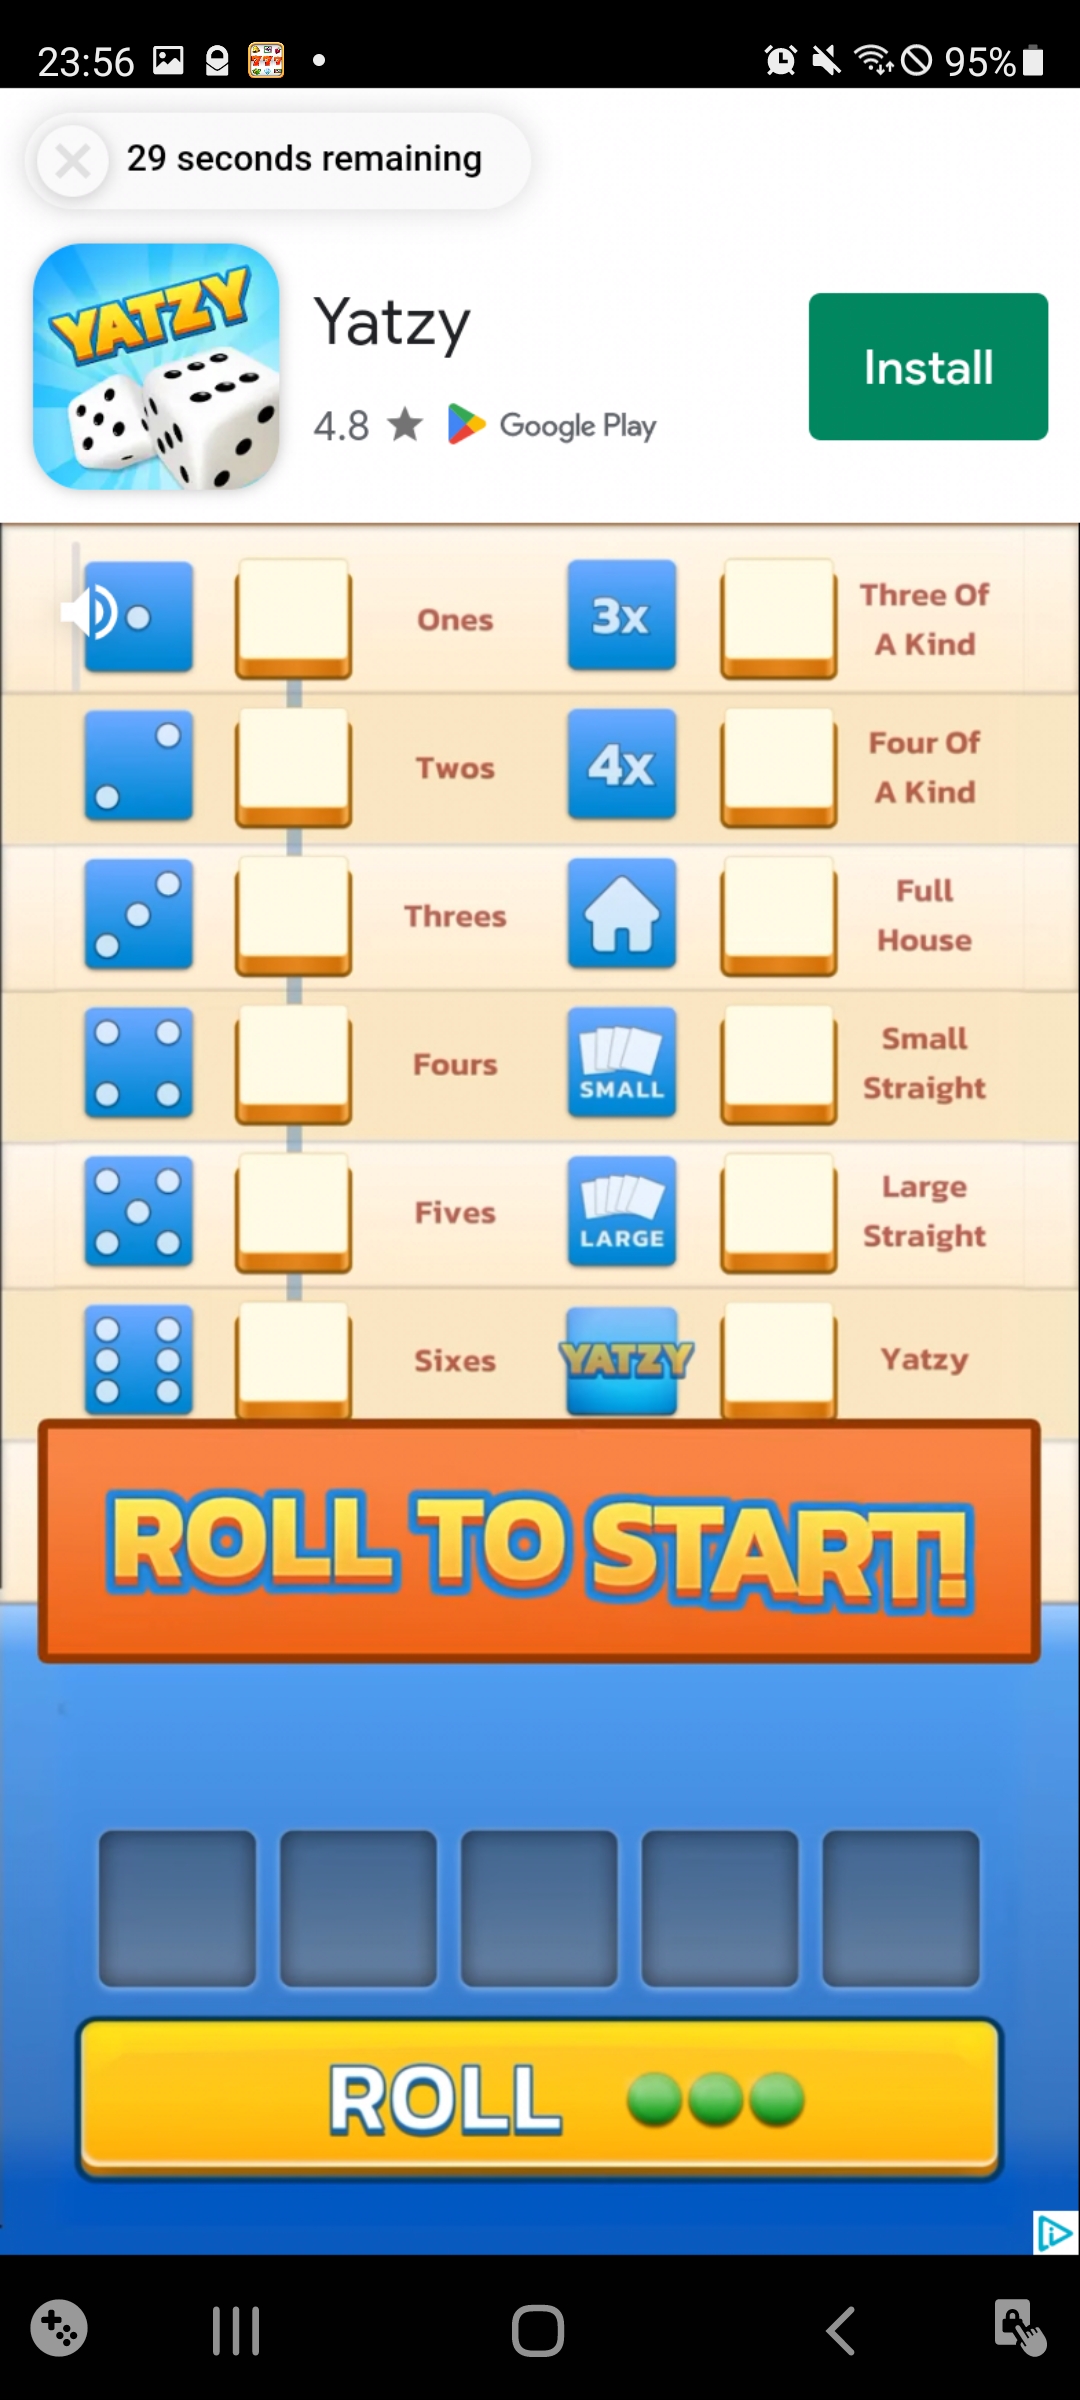 23:56
95%
29 seconds remaining
YATZY
Yatzy
Install
4.8 ★ Google Play
Ones
3x
Three Of
A Kind
Twos
4x
Four Of
A Kind
Threes
Full
House
Fours
SMALL
Small
Straight
Fives
LARGE
Large
Straight
Sixes
YATZY
Yatzy
ROLL TO START!
ROLL